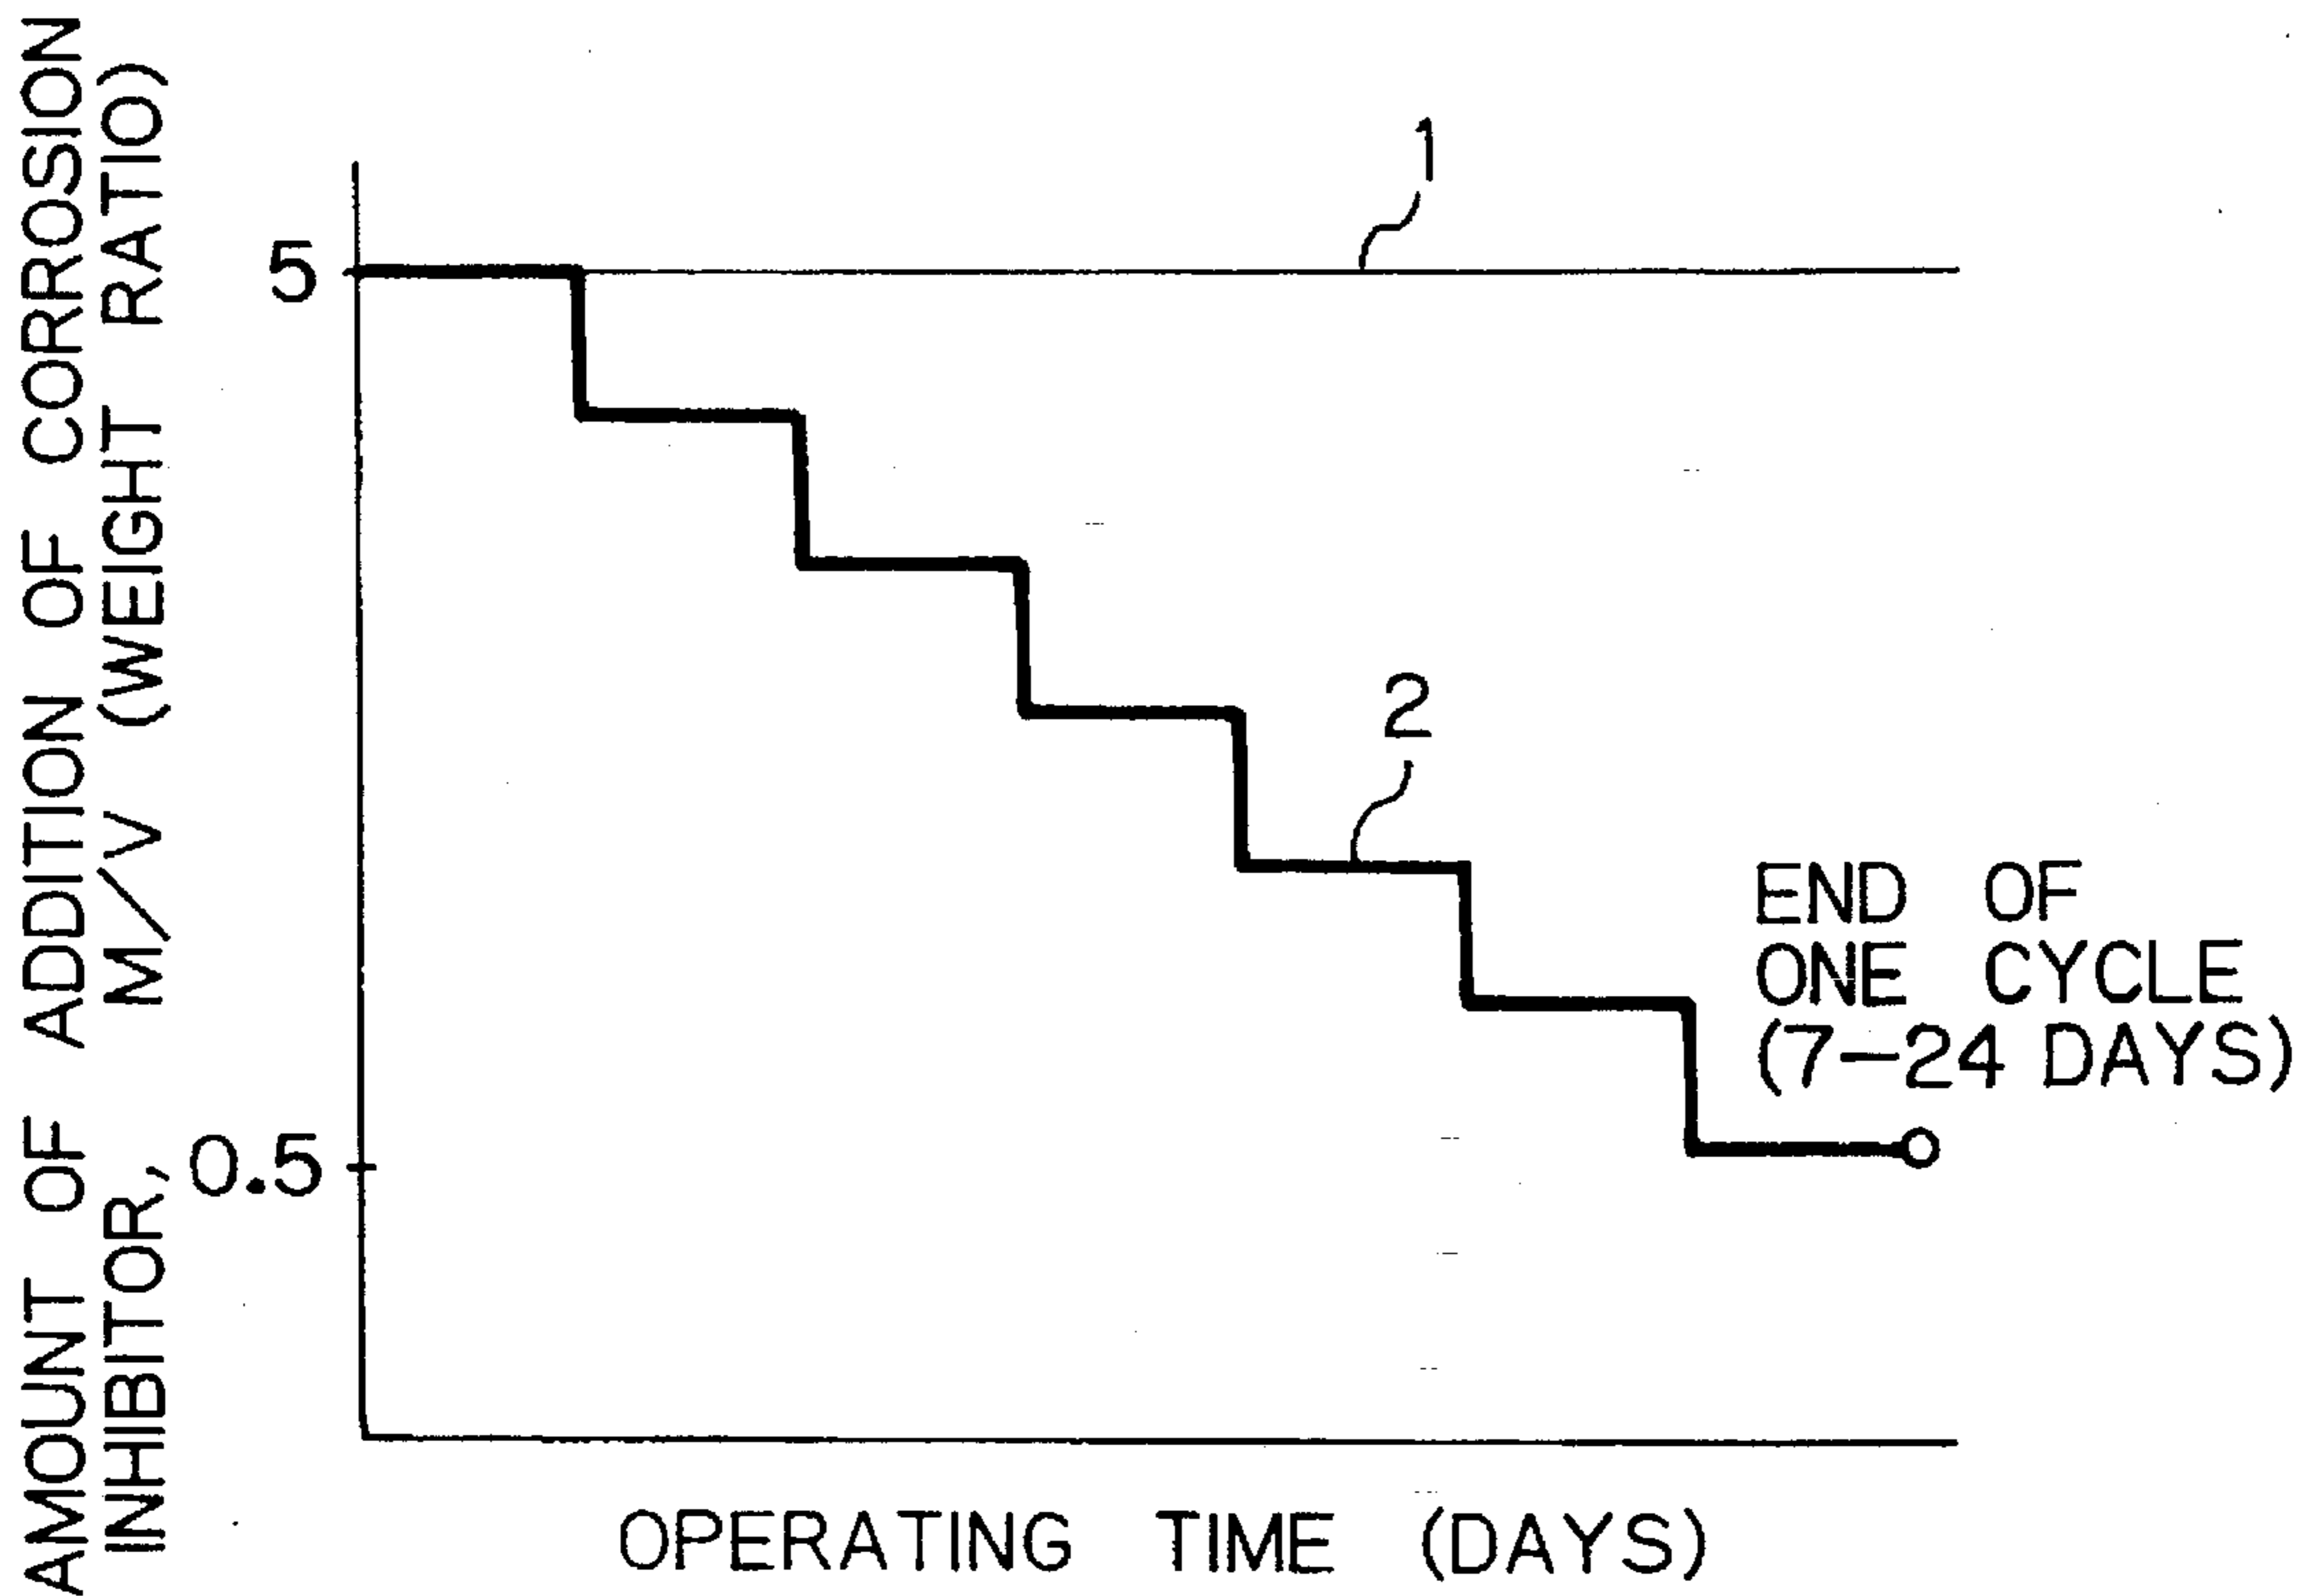 AMOUNT OF ADDITION OF CORROSION
INHIBITOR, M/V (WEIGHT RATIO)
5
0.5
1
2
END OF
ONE CYCLE
(7-24 DAYS)
OPERATING TIME (DAYS)